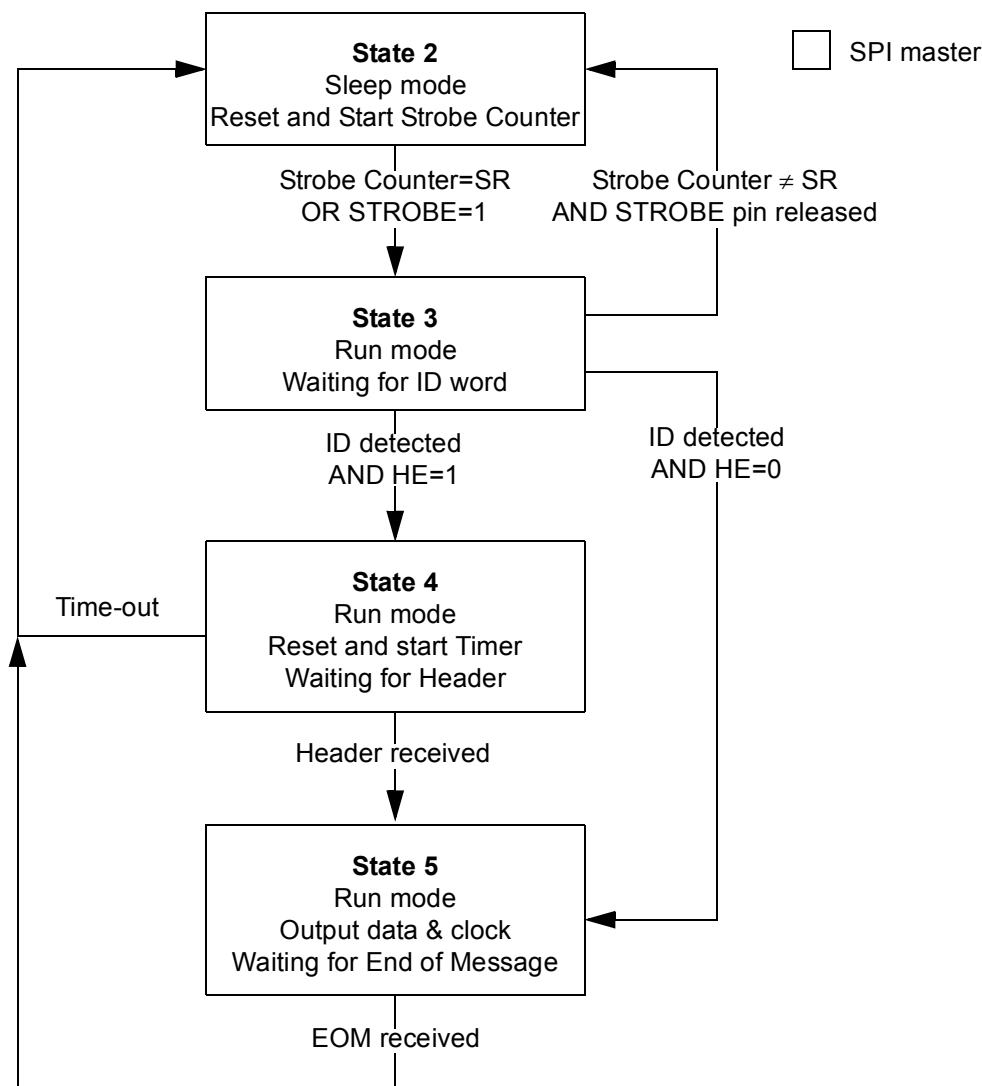 State 2
Sleep mode
Reset and Start Strobe Counter
SPI master
Strobe Counter=SR
OR STROBE=1
Strobe Counter ≠ SR
AND STROBE pin released
State 3
Run mode
Waiting for ID word
ID detected
AND HE=1
ID detected
AND HE=0
State 4
Run mode
Reset and start Timer
Waiting for Header
Time-out
Header received
State 5
Run mode
Output data & clock
Waiting for End of Message
EOM received